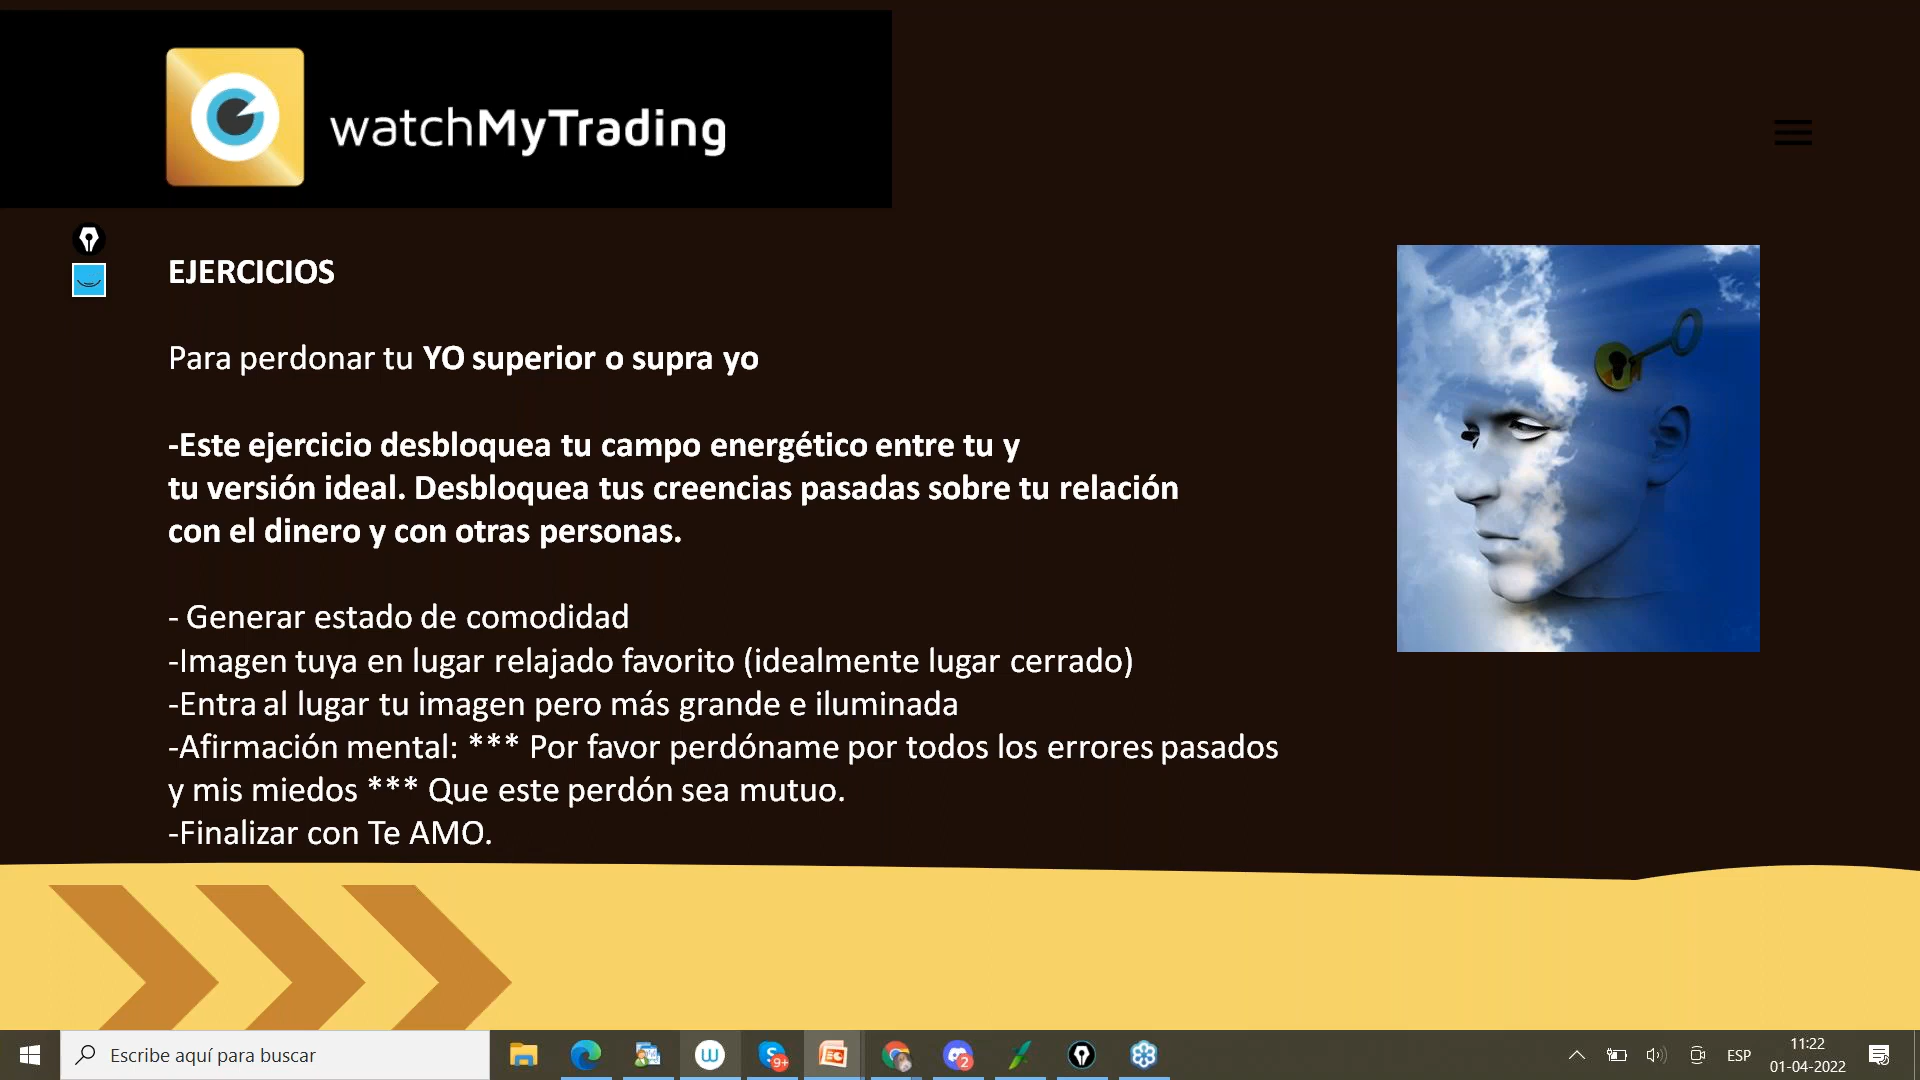 watchMyTrading
EJERCICIOS
Para perdonar tu YO superior o supra yo
-Este ejercicio desbloquea tu campo energético entre tu y
tu versión ideal. Desbloquea tus creencias pasadas sobre tu relación
con el dinero y con otras personas.
- Generar estado de comodidad
-Imagen tuya en lugar relajado favorito (idealmente lugar cerrado)
-Entra al lugar tu imagen pero más grande e iluminada
-Afirmación mental: *** Por favor perdóname por todos los errores pasados
y mis miedos *** Que este perdón sea mutuo.
-Finalizar con Te AMO.
Escribe aquí para buscar
9+
2
ESP
11:22
01-04-2022